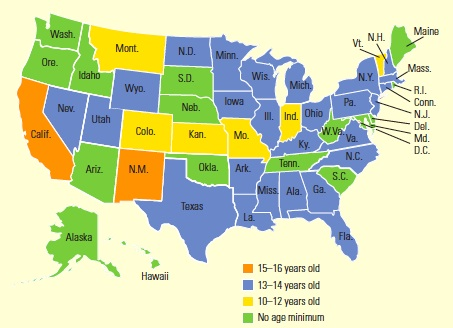 Wash.
Ore.
Calif.
Nev.
Idaho
Utah
Ariz.
Mont.
Wyo.
Colo.
N.M.
N.D.
S.D.
Neb.
Kan.
Okla.
Texas
Minn.
Iowa
Mo.
Ark.
La.
Wis.
Ill.
Mich.
Ind.
Ohio
Ky.
Tenn.
Miss.
Ala.
Ga.
Fla.
S.C.
N.C.
Va.
W.Va.
Pa.
N.Y.
Vt.
N.H.
Maine
Mass.
R.I.
Conn.
N.J.
Del.
Md.
D.C.
Alaska
Hawaii
15–16 years old
13–14 years old
10–12 years old
No age minimum